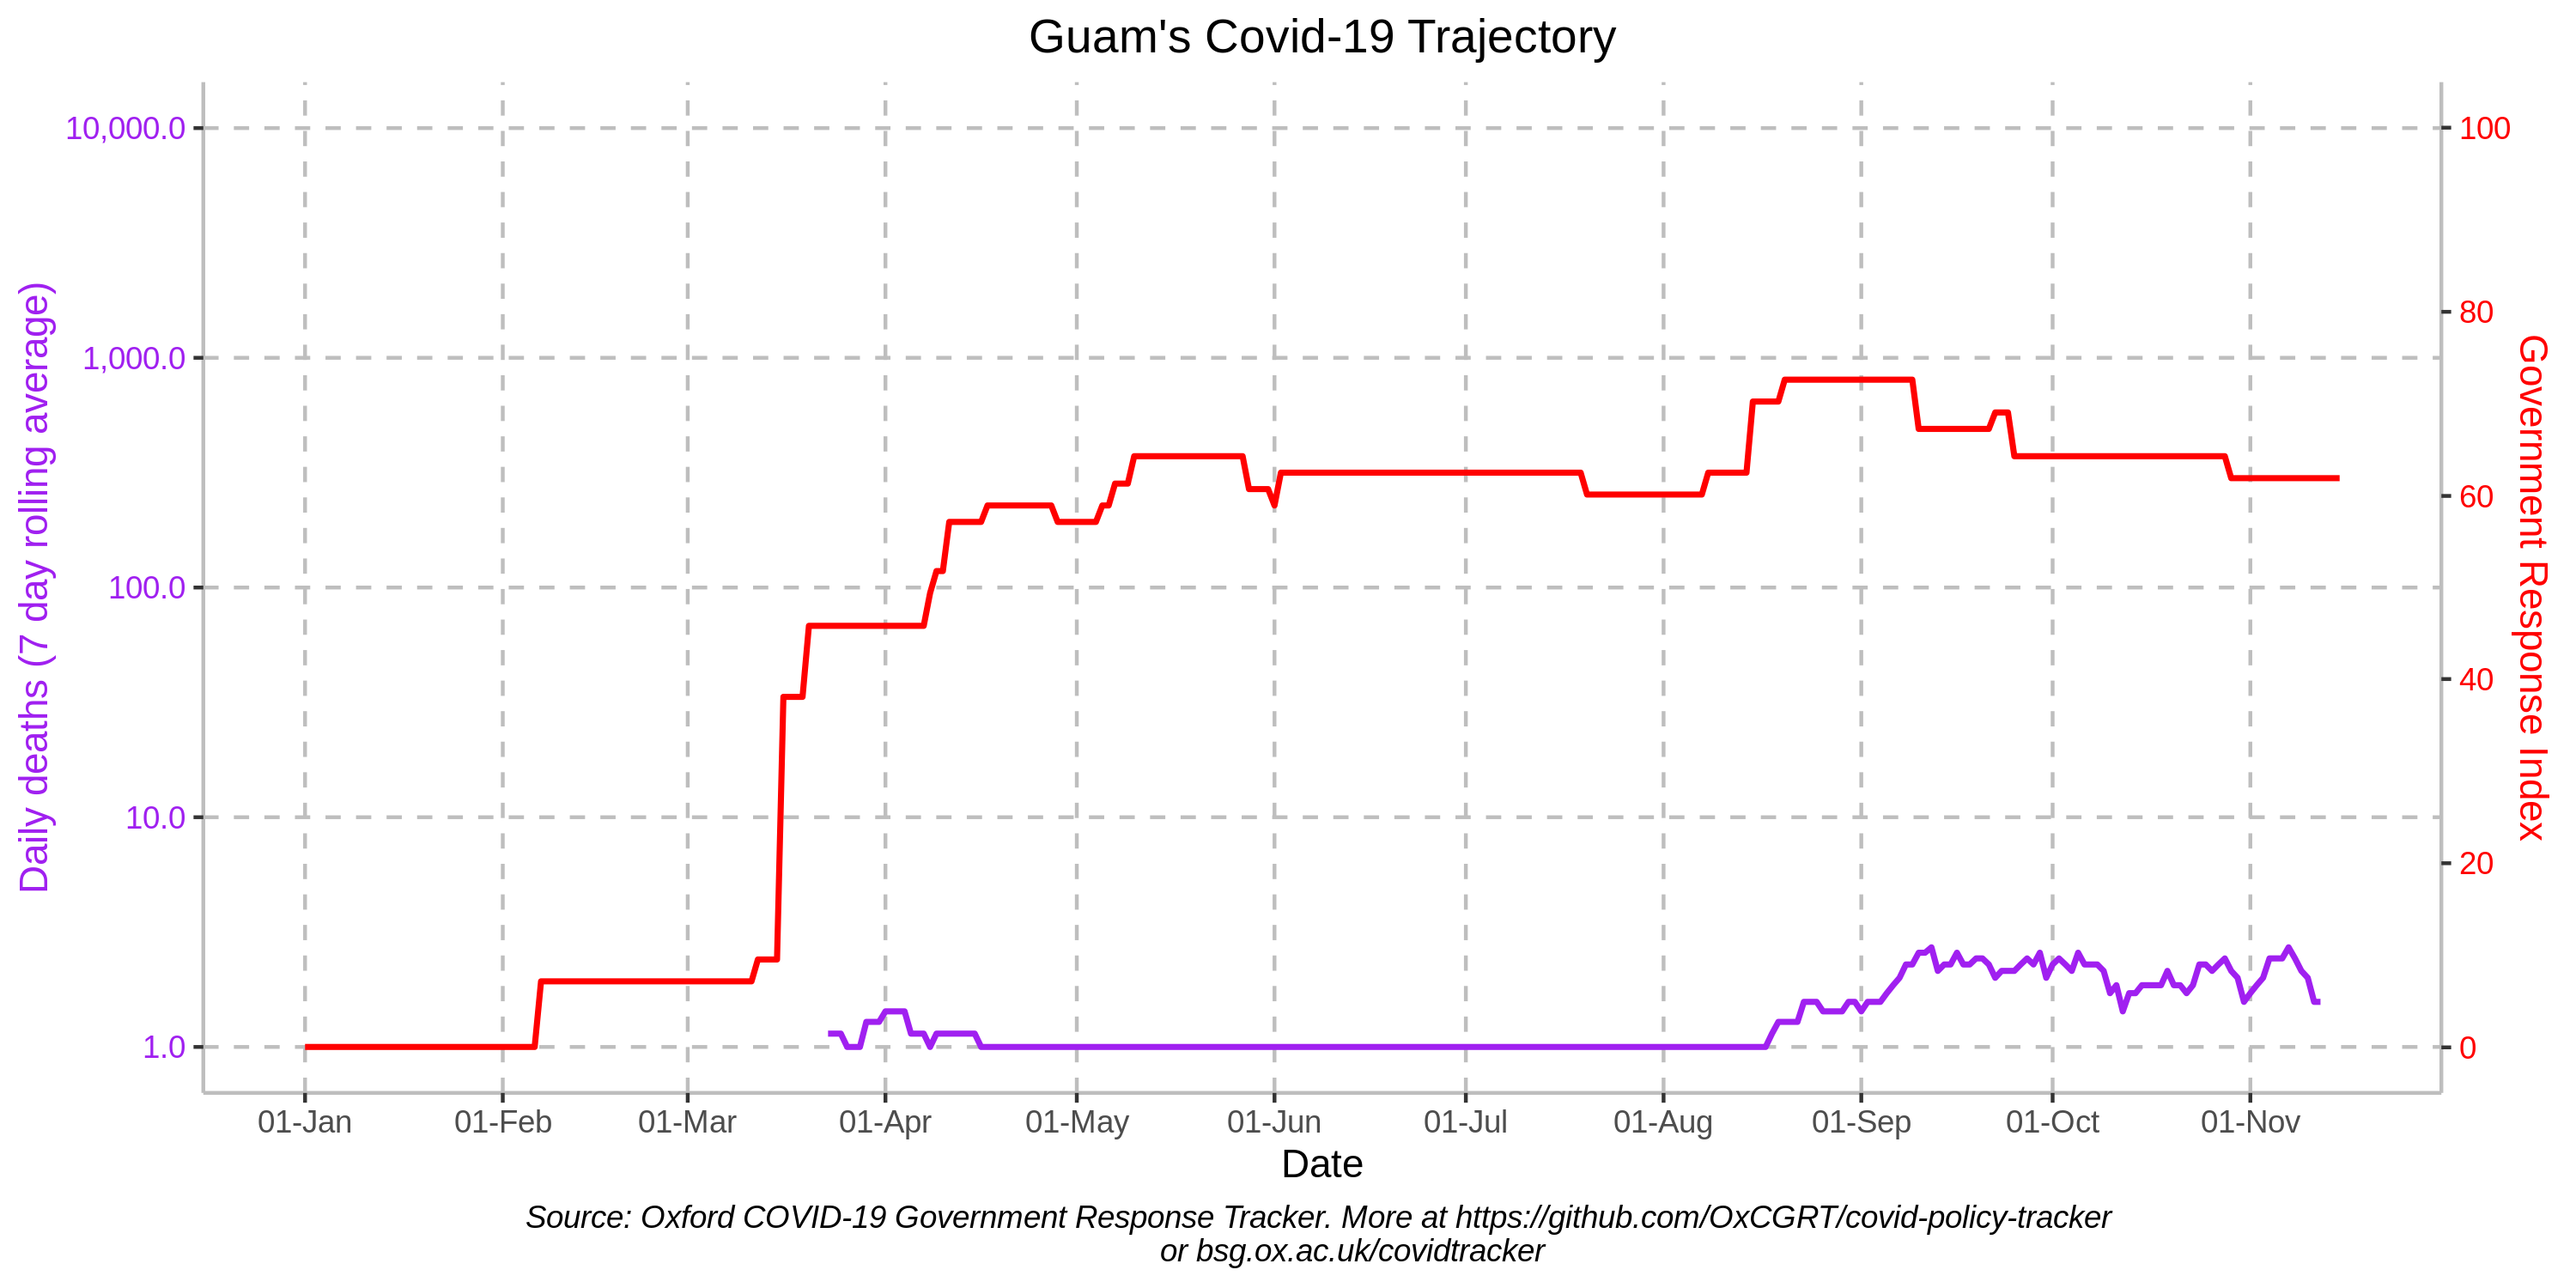 Guam's Covid-19 Trajectory
Daily deaths (7 day rolling average)
10,000.0
1,000.0
100.0
10.0
1.0
100
80
60
40
20
0
Government Response Index
01-Jan 01-Feb 01-Mar 01-Apr 01-May 01-Jun 01-Jul 01-Aug 01-Sep 01-Oct 01-Nov
Date
Source: Oxford COVID-19 Government Response Tracker. More at https://github.com/OxCGRT/covid-policy-tracker
or bsg.ox.ac.uk/covidtracker